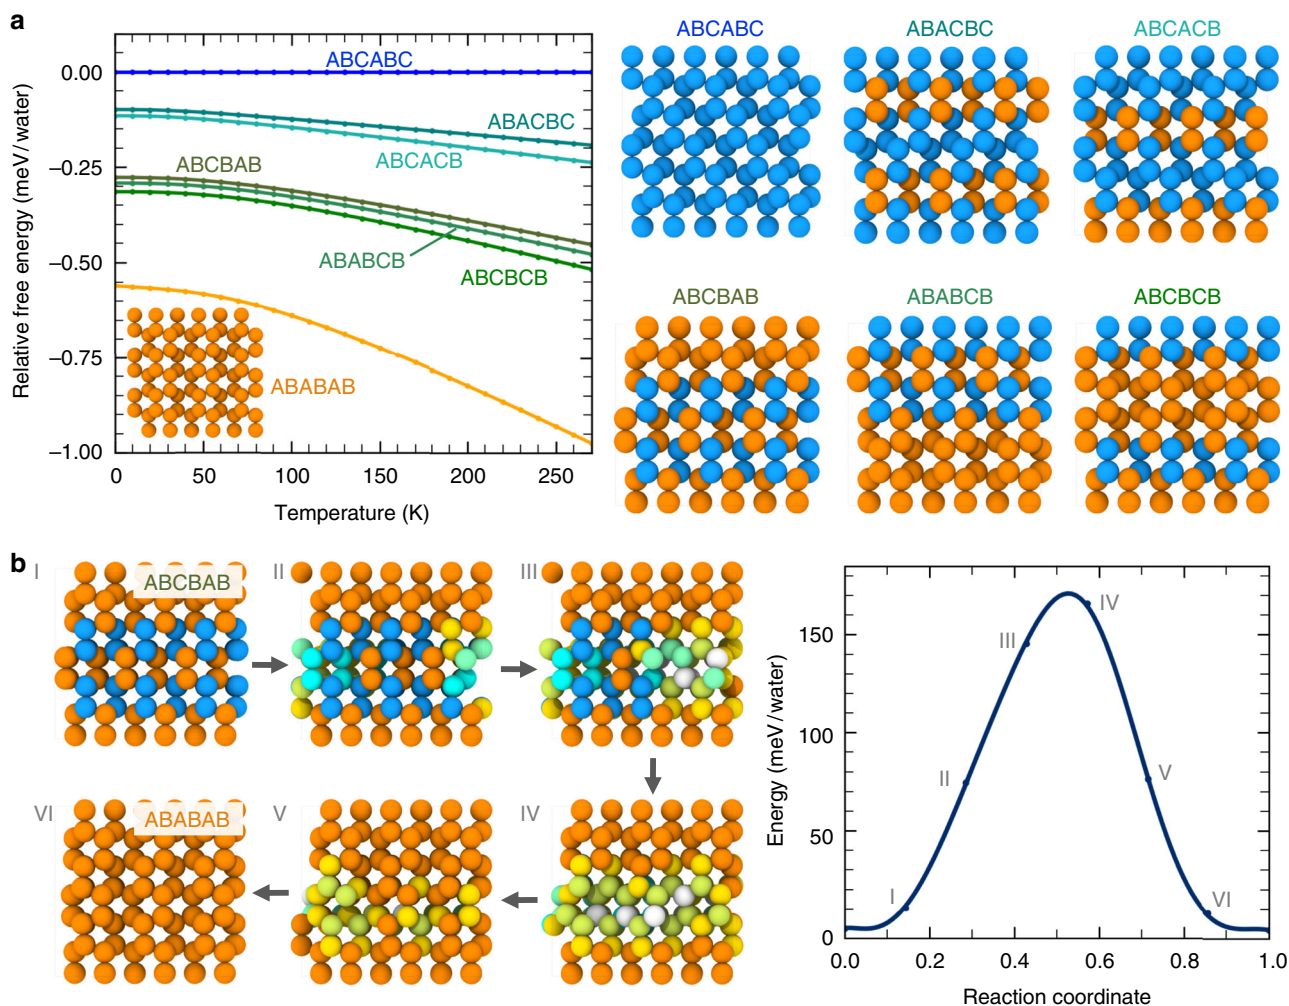 a
ABCABC
ABACBC
ABCACB
ABCBAB
ABABCB
ABCBCB
ABABAB
Relative free energy (meV/water)
0.00
−0.25
−0.50
−0.75
−1.00
0 50 100 150 200 250
Temperature (K)
ABCABC ABACBC ABCACB
ABCBAB ABABCB ABCBCB
b
I ABCBAB II III
VI ABABAB V IV
Energy (meV/water)
150
100
50
0
I
II
III
IV
V
VI
0.0 0.2 0.4 0.6 0.8 1.0
Reaction coordinate